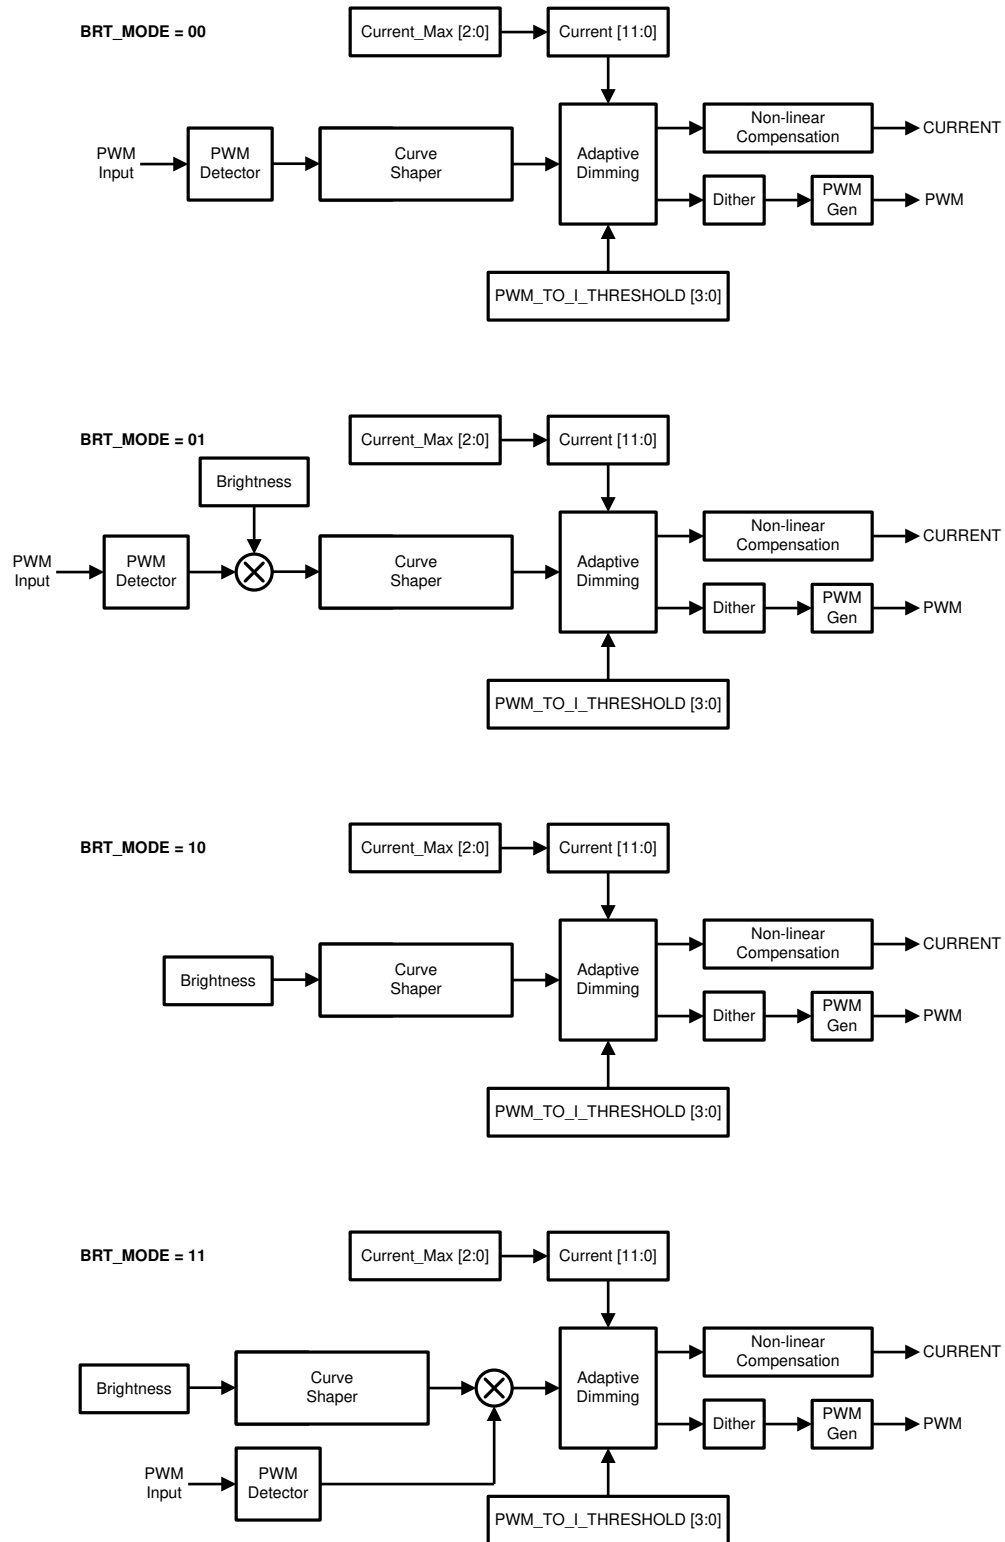 BRT_MODE = 00
Current_Max [2:0]
Current [11:0]
PWM
Input
PWM
Detector
Curve
Shaper
Adaptive
Dimming
Non-linear
Compensation
CURRENT
Dither
PWM
Gen
PWM
PWM_TO_I_THRESHOLD [3:0]
BRT_MODE = 01
Current_Max [2:0]
Current [11:0]
Brightness
PWM
Input
PWM
Detector
Curve
Shaper
Adaptive
Dimming
Non-linear
Compensation
CURRENT
Dither
PWM
Gen
PWM
PWM_TO_I_THRESHOLD [3:0]
BRT_MODE = 10
Current_Max [2:0]
Current [11:0]
Brightness
Curve
Shaper
Adaptive
Dimming
Non-linear
Compensation
CURRENT
Dither
PWM
Gen
PWM
PWM_TO_I_THRESHOLD [3:0]
BRT_MODE = 11
Current_Max [2:0]
Current [11:0]
Brightness
Curve
Shaper
Adaptive
Dimming
Non-linear
Compensation
CURRENT
Dither
PWM
Gen
PWM
PWM
Input
PWM
Detector
PWM_TO_I_THRESHOLD [3:0]